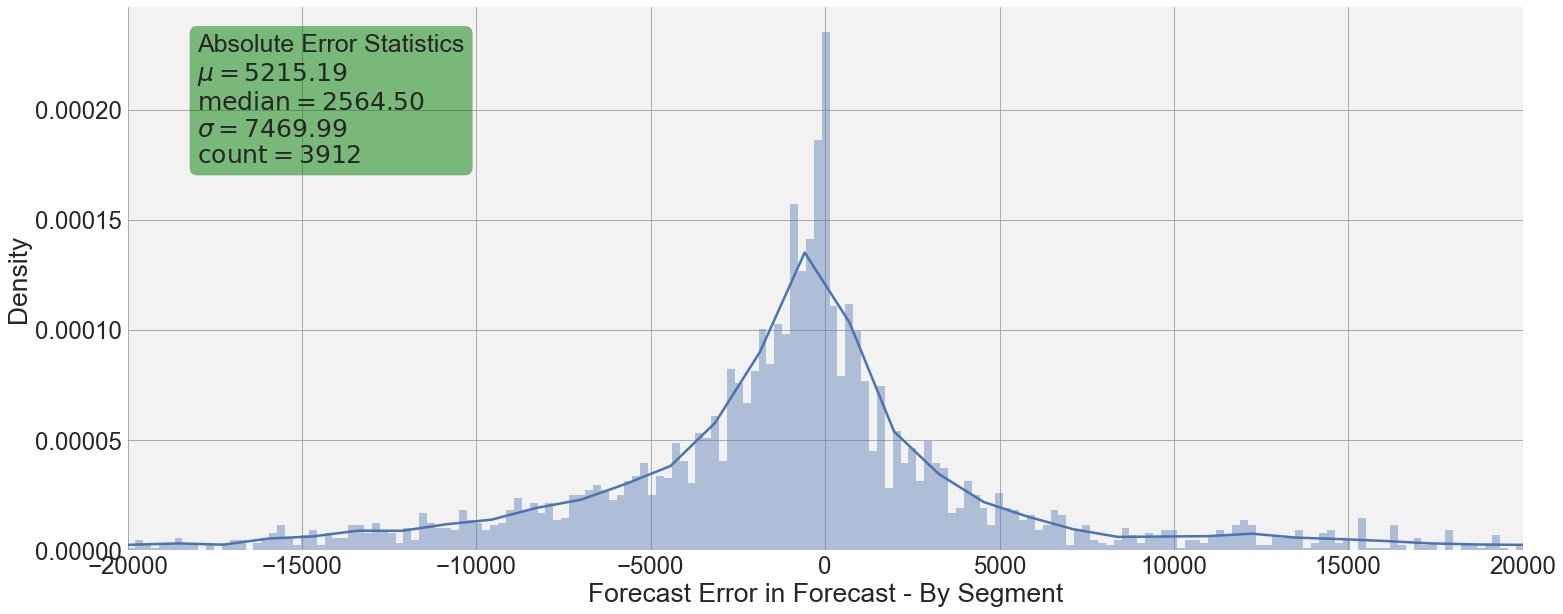 Absolute Error Statistics
μ = 5215.19
median = 2564.50
σ = 7469.99
count = 3912
Density
0.00020
0.00015
0.00010
0.00005
0.00000
−20000 −15000 −10000 −5000 0 5000 10000 15000 20000
Forecast Error in Forecast - By Segment